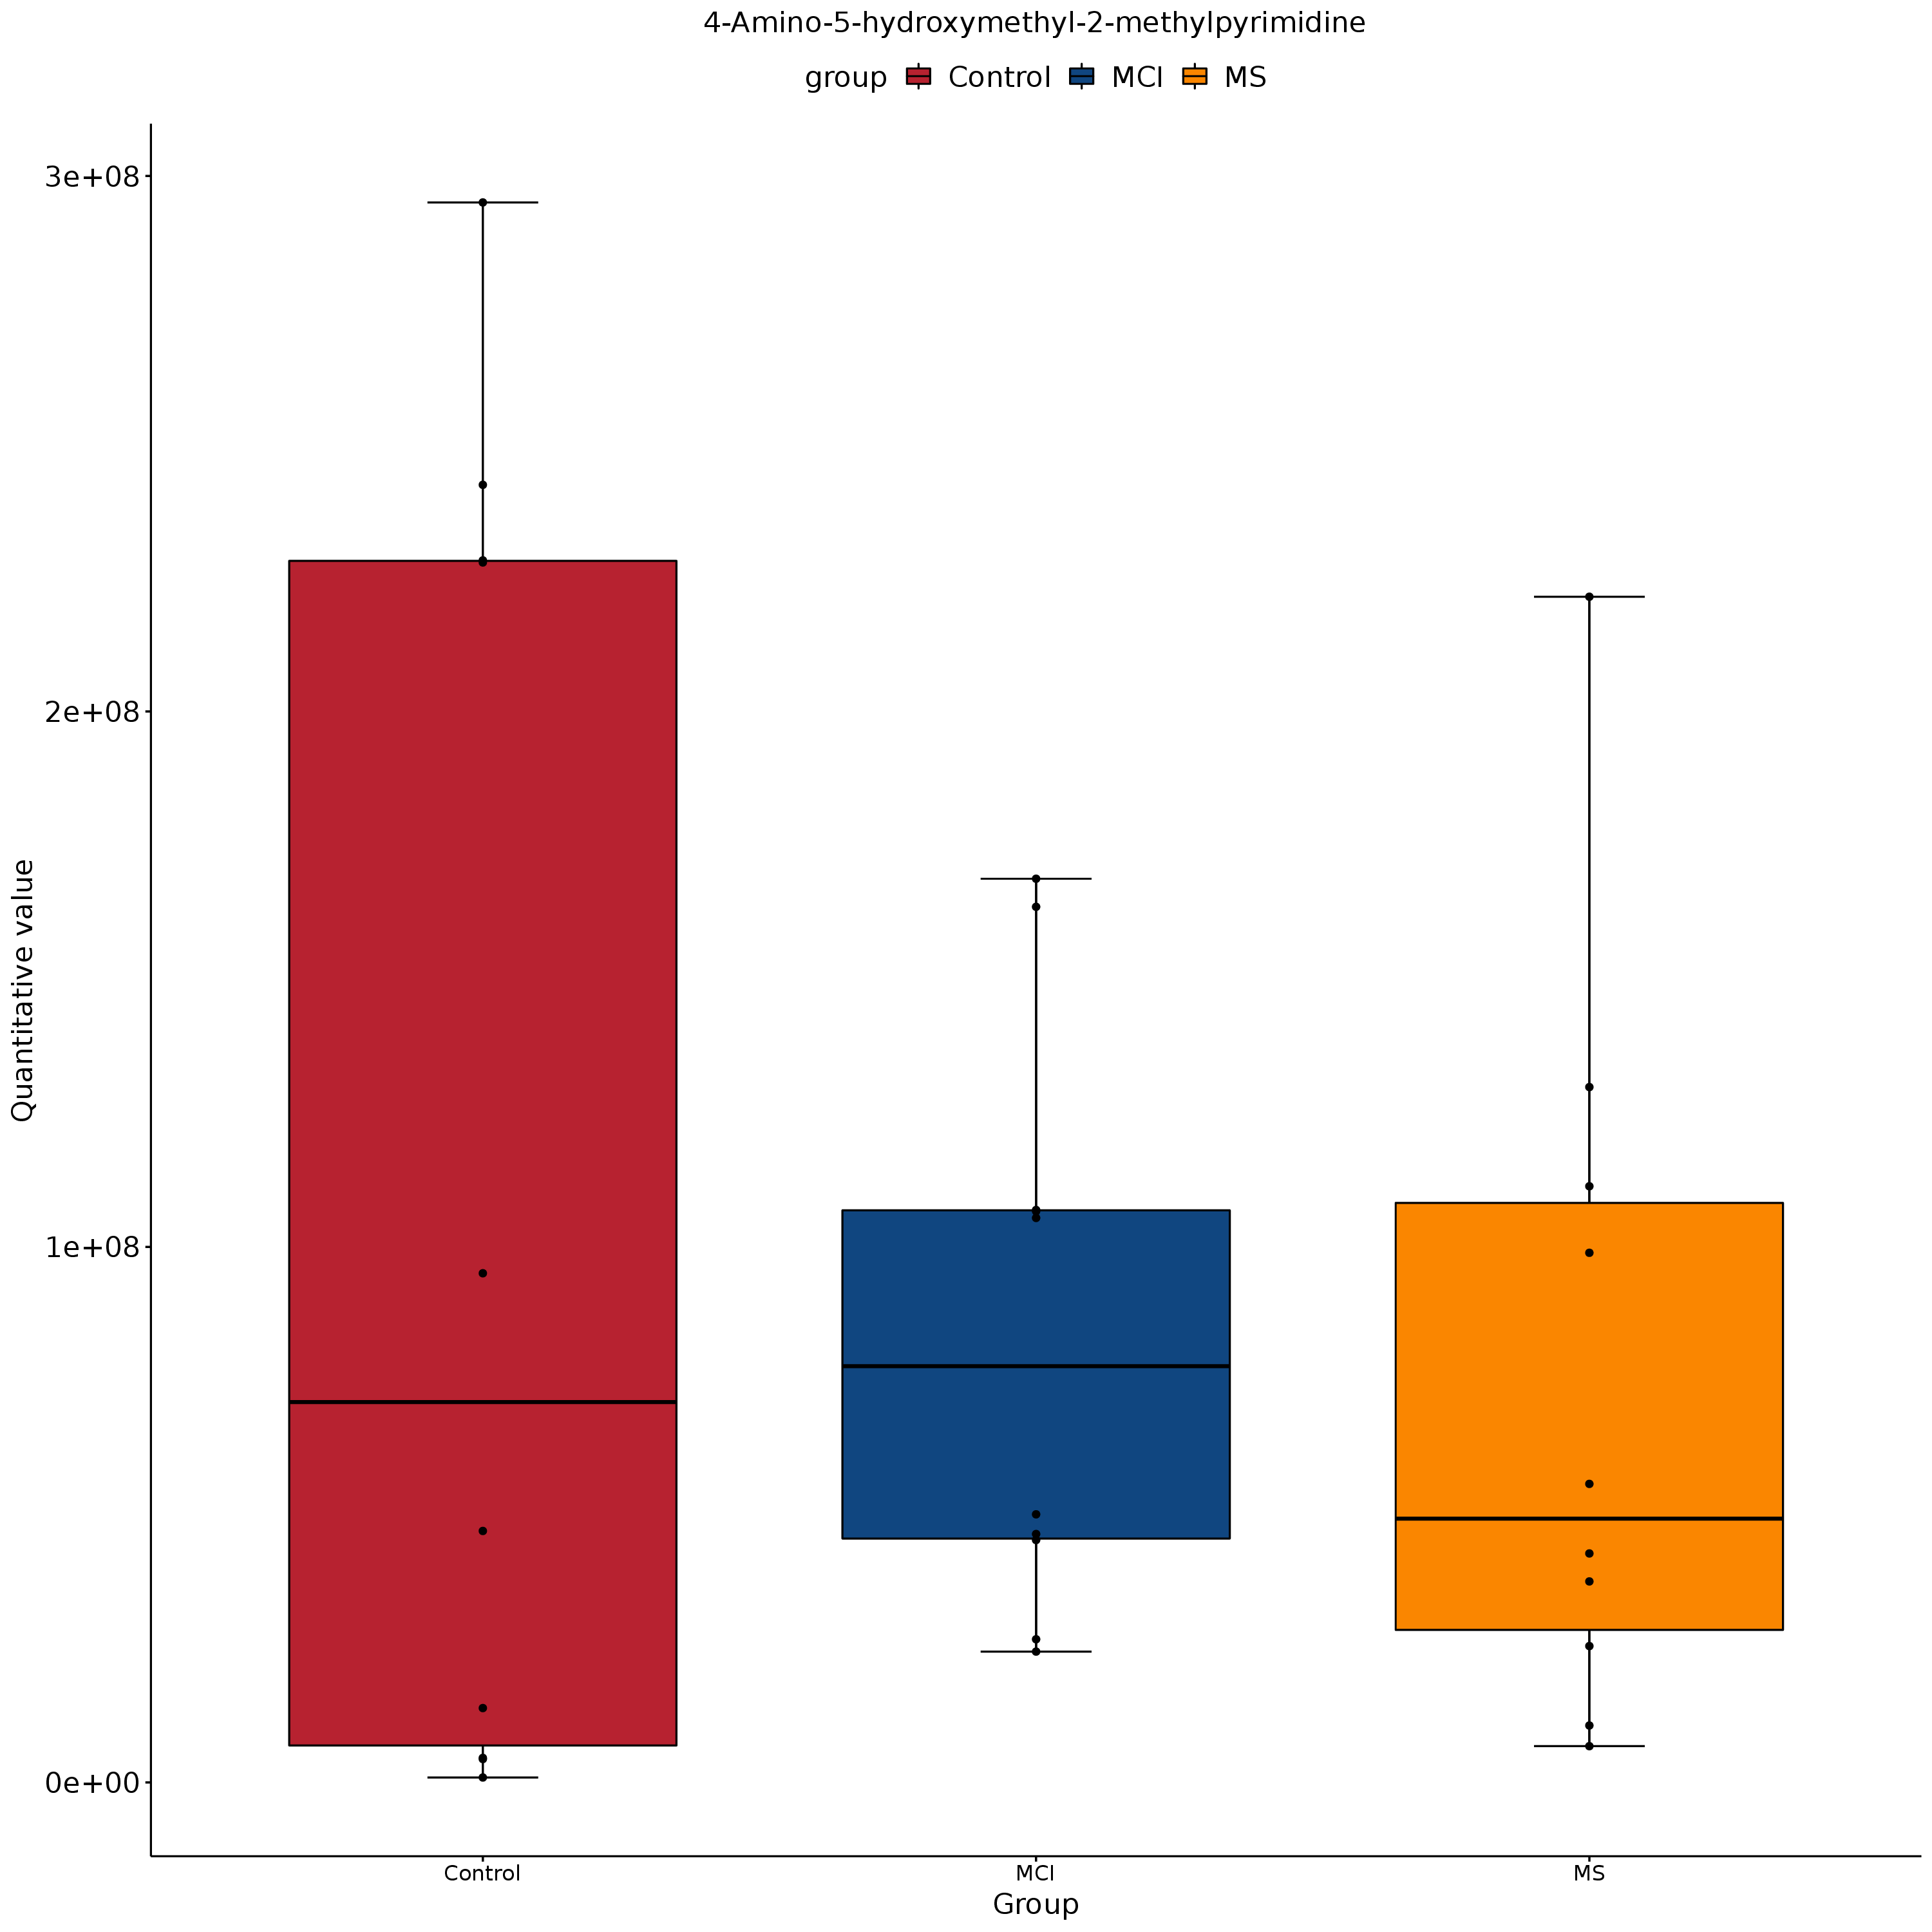 4-Amino-5-hydroxymethyl-2-methylpyrimidine
group Control MCI MS
3e+08
2e+08
1e+08
0e+00
Quantitative value
Control MCI MS
Group